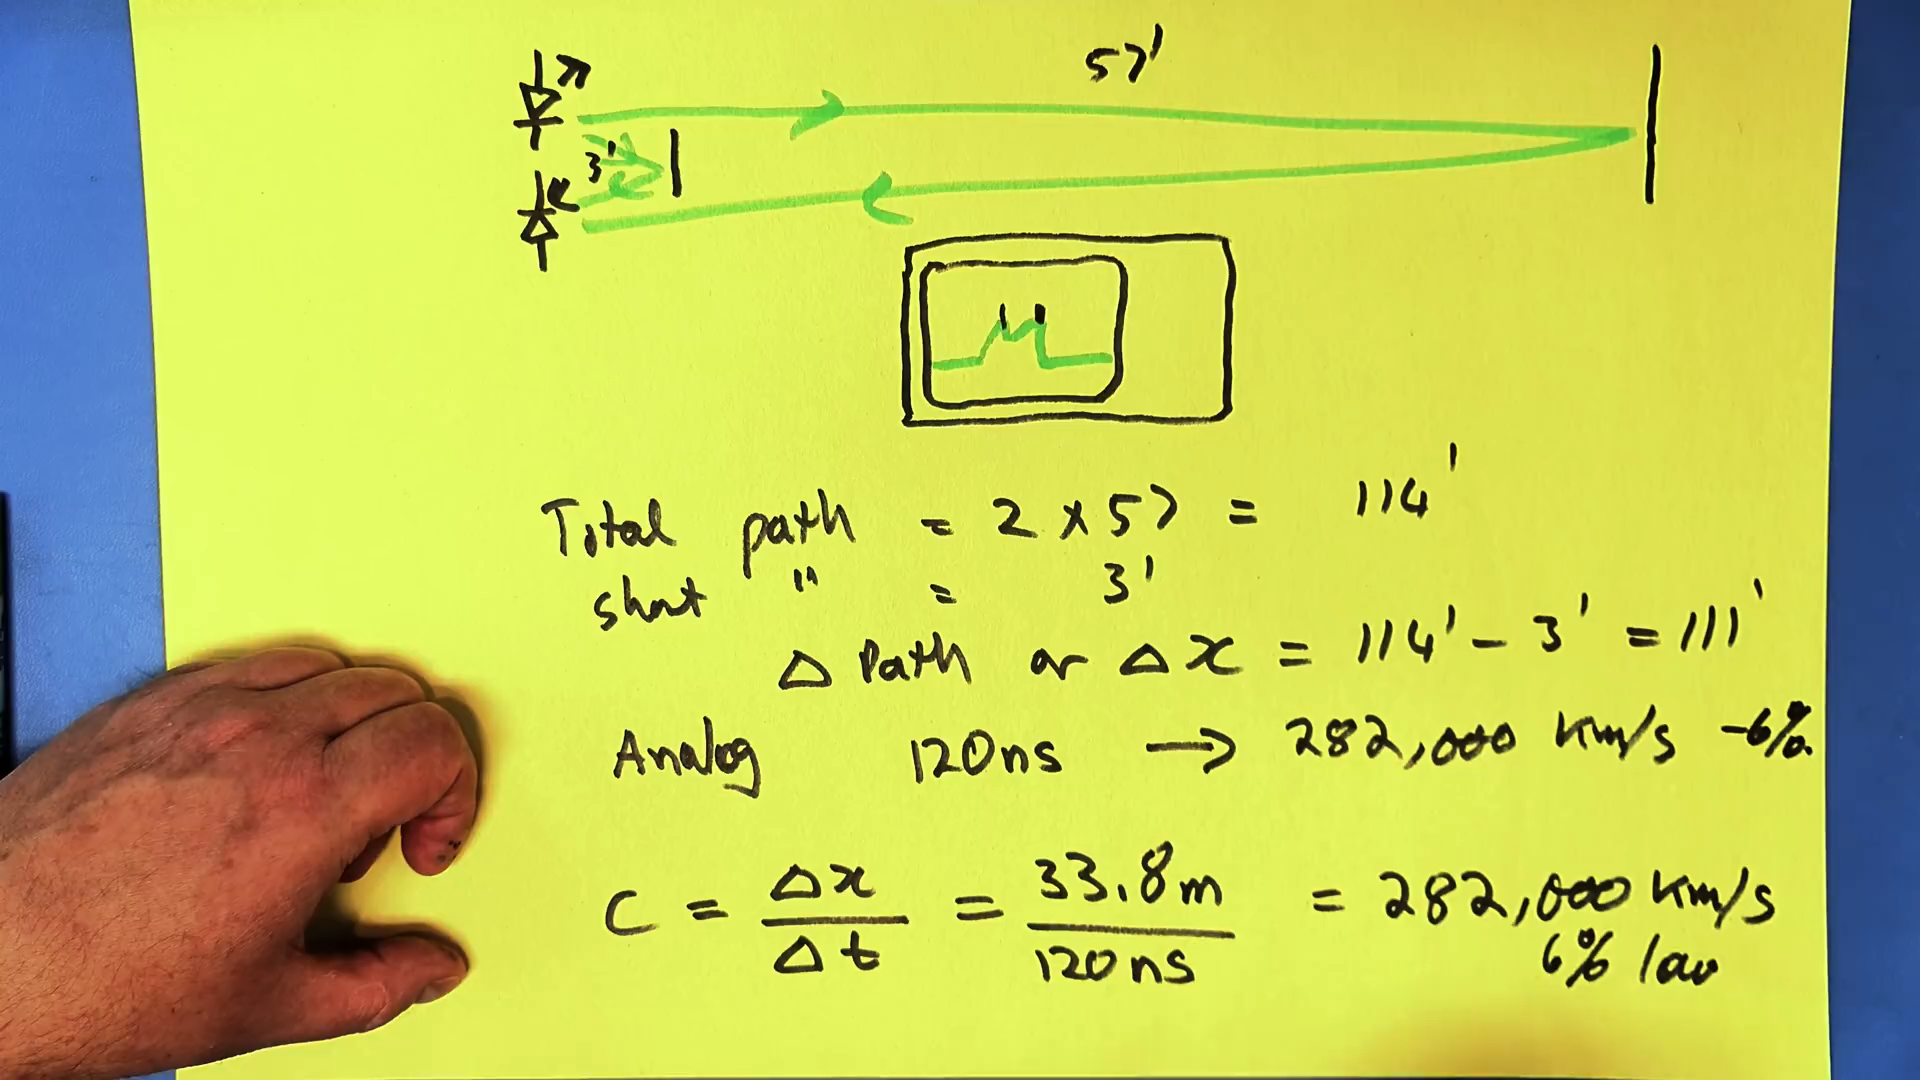 57'
3'
Total path = 2 x 57 = 114'
short " = 3'
Δ Path or Δx = 114' - 3' = 111'
Analog 120ns → 282,000 km/s -6%
C = Δx / Δt = 33.8m / 120ns = 282,000 km/s
6% low